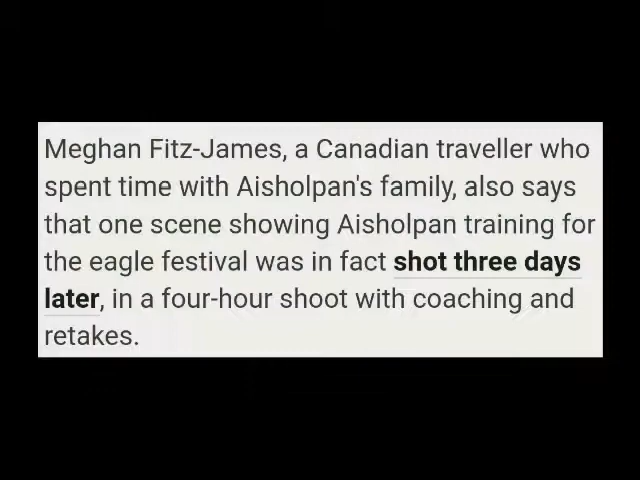 Meghan Fitz-James, a Canadian traveller who
spent time with Aisholpan's family, also says
that one scene showing Aisholpan training for
the eagle festival was in fact shot three days
later, in a four-hour shoot with coaching and
retakes.